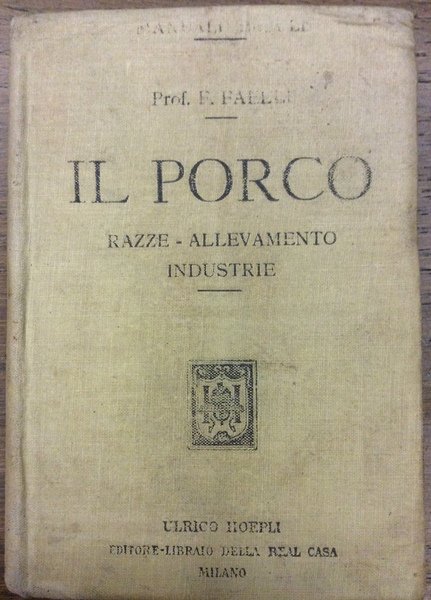 MANUALI HOEPLI
Prof. F. FAELLI
IL PORCO
RAZZE - ALLEVAMENTO
INDUSTRIE
ULRICO HOEPLI
EDITORE-LIBRAIO DELLA REAL CASA
MILANO